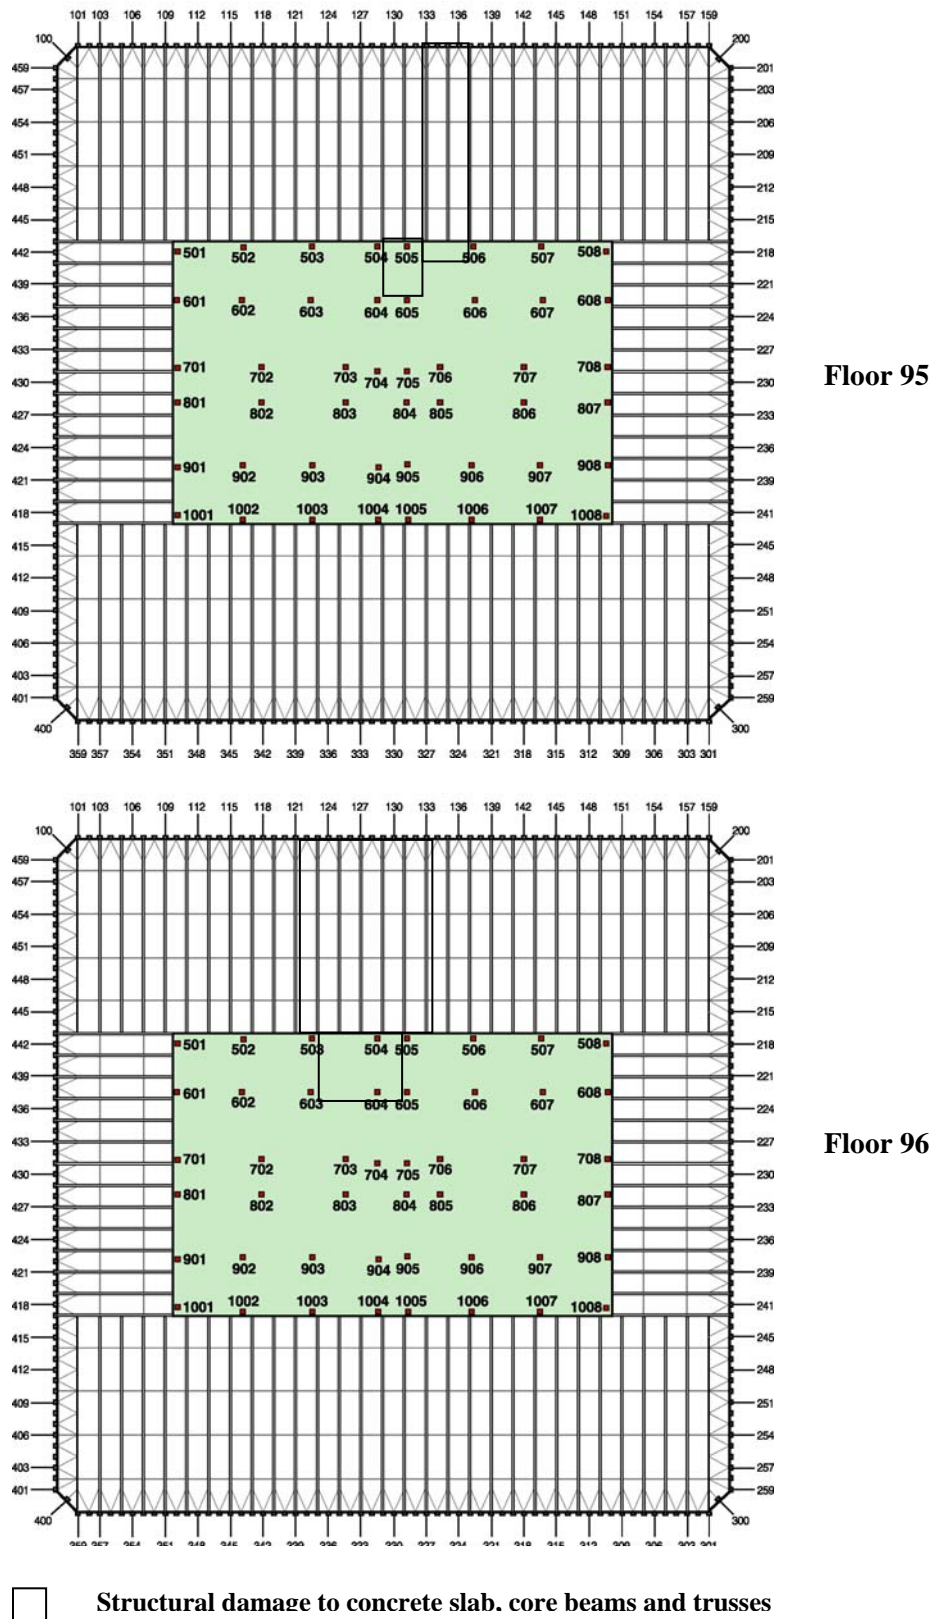 101 103 106 109 112 115 118 121 124 127 130 133 136 139 142 145 148 151 154 157 159
100 200
459 201
457 203
454 206
451 209
448 212
445 215
442 501 502 503 504 505 506 507 508 218
439 221
436 601 602 603 604 605 606 607 608 224
433 227
430 701 702 703 704 705 706 707 708 230
Floor 95
427 801 802 803 804 805 806 807 233
424 236
421 901 902 903 904 905 906 907 908 239
418 1001 1002 1003 1004 1005 1006 1007 1008 241
415 245
412 248
409 251
406 254
403 257
401 259
400 300
359 357 354 351 348 345 342 339 336 333 330 327 324 321 318 312 309 306 303 301
101 103 106 109 112 115 118 121 124 127 130 133 136 139 142 145 148 151 154 157 159
100 200
459 201
457 203
454 206
451 209
448 212
445 215
442 501 502 503 504 505 506 507 508 218
439 221
436 601 602 603 604 605 606 607 608 224
433 227
Floor 96
430 701 702 703 704 705 706 707 708 230
427 801 802 803 804 805 806 807 233
424 236
421 901 902 903 904 905 906 907 908 239
418 1001 1002 1003 1004 1005 1006 1007 1008 241
415 245
412 248
409 251
406 254
403 257
401 259
400 300
Structural damage to concrete slab, core beams and trusses